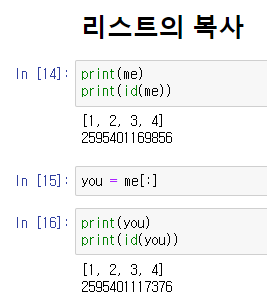 리스트의 복사
In [14]: print(me)
print(id(me))
[1, 2, 3, 4]
2595401169856
In [15]: you = me[:]
In [16]: print(you)
print(id(you))
[1, 2, 3, 4]
2595401117376